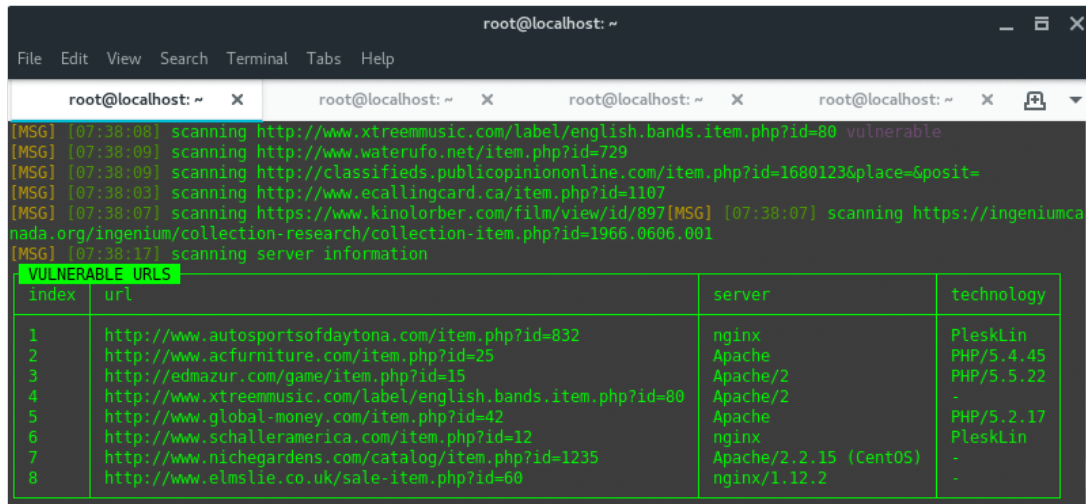 root@localhost: ~
File Edit View Search Terminal Tabs Help
root@localhost: ~ root@localhost: ~ root@localhost: ~ root@localhost: ~
[MSG] [07:38:08] scanning http://www.xtreemmusic.com/label/english.bands.item.php?id=80 vulnerable
[MSG] [07:38:09] scanning http://www.waterufo.net/item.php?id=729
[MSG] [07:38:09] scanning http://classifieds.publicopiniononline.com/item.php?id=1680123&place=&posit=
[MSG] [07:38:03] scanning http://www.ecallingcard.ca/item.php?id=1107
[MSG] [07:38:07] scanning https://www.kinolorber.com/film/view/id/897[MSG] [07:38:07] scanning https://ingeniumca
nada.org/ingenium/collection-research/collection-item.php?id=1966.0606.001
[MSG] [07:38:17] scanning server information
VULNERABLE URLS
index url server technology
1 http://www.autosportsofdaytona.com/item.php?id=832 nginx PleskLin
2 http://www.acfurniture.com/item.php?id=25 Apache PHP/5.4.45
3 http://edmazur.com/game/item.php?id=15 Apache/2 PHP/5.5.22
4 http://www.xtreemmusic.com/label/english.bands.item.php?id=80 Apache/2 -
5 http://www.global-money.com/item.php?id=42 Apache PHP/5.2.17
6 http://www.schalleramerica.com/item.php?id=12 nginx PleskLin
7 http://www.nichegardens.com/catalog/item.php?id=1235 Apache/2.2.15 (CentOS) -
8 http://www.elmslie.co.uk/sale-item.php?id=60 nginx/1.12.2 -